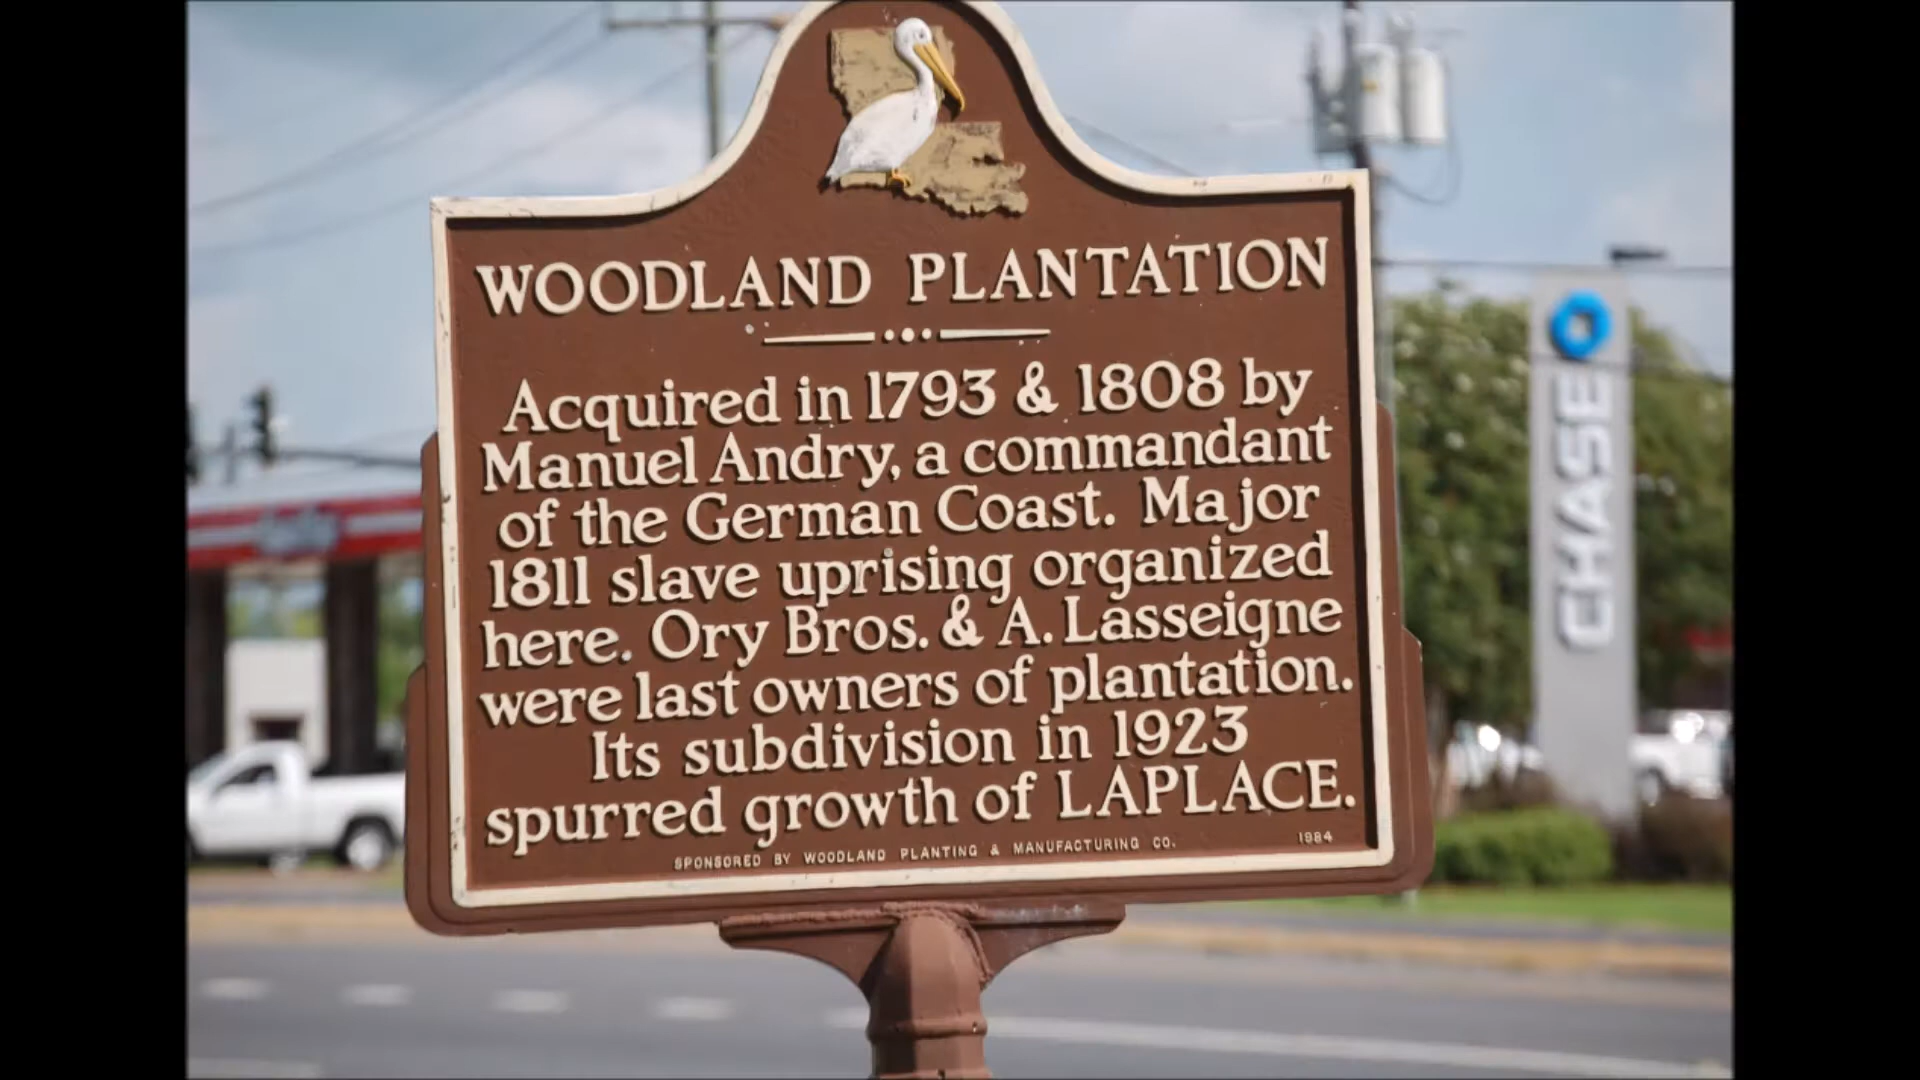 WOODLAND PLANTATION
Acquired in 1793 & 1808 by
Manuel Andry, a commandant
of the German Coast. Major
1811 slave uprising organized
here. Ory Bros. & A. Lasseigne
were last owners of plantation.
Its subdivision in 1923
spurred growth of LAPLACE.
SPONSORED BY WOODLAND PLANTING & MANUFACTURING CO. 1984
CHASE